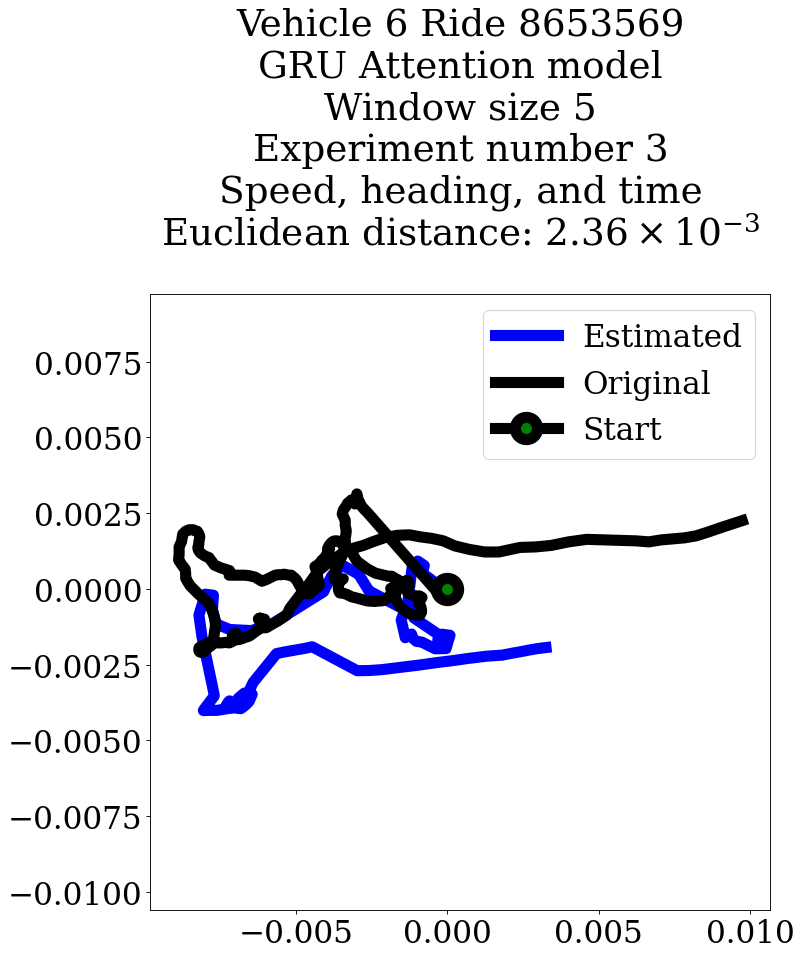 Vehicle 6 Ride 8653569
GRU Attention model
Window size 5
Experiment number 3
Speed, heading, and time
Euclidean distance: 2.36 × 10⁻³
Estimated
Original
Start
0.0075
0.0050
0.0025
0.0000
−0.0025
−0.0050
−0.0075
−0.0100
−0.005 0.000 0.005 0.010